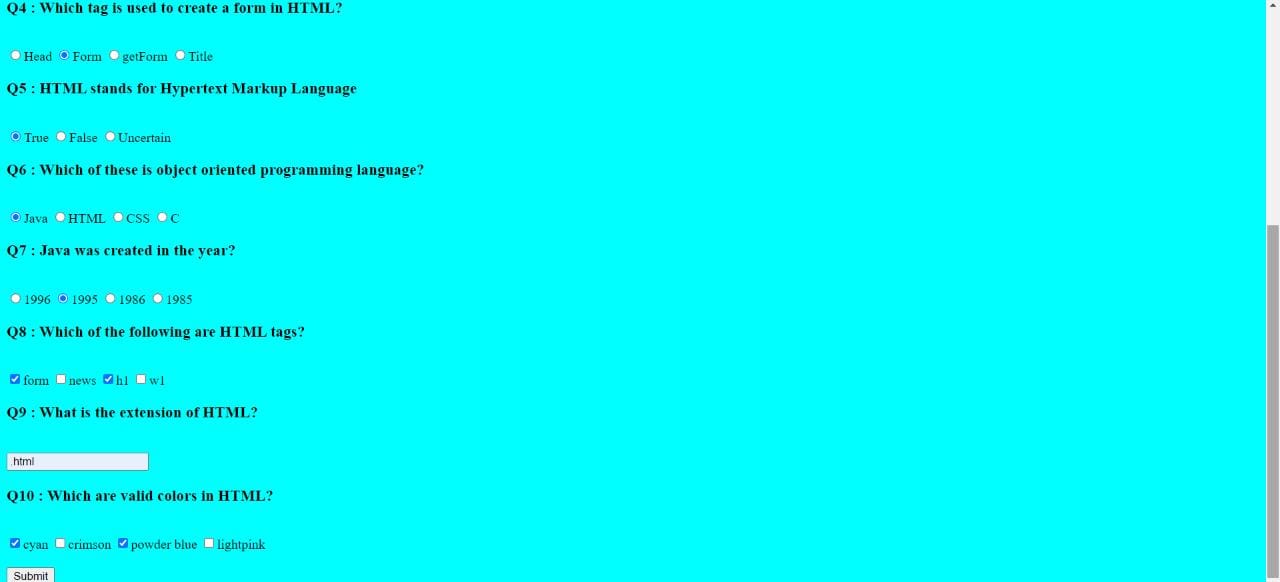 Q4 : Which tag is used to create a form in HTML?
Head Form getForm Title
Q5 : HTML stands for Hypertext Markup Language
True False Uncertain
Q6 : Which of these is object oriented programming language?
Java HTML CSS C
Q7 : Java was created in the year?
1996 1995 1986 1985
Q8 : Which of the following are HTML tags?
form news h1 w1
Q9 : What is the extension of HTML?
.html
Q10 : Which are valid colors in HTML?
cyan crimson powder blue lightpink
Submit